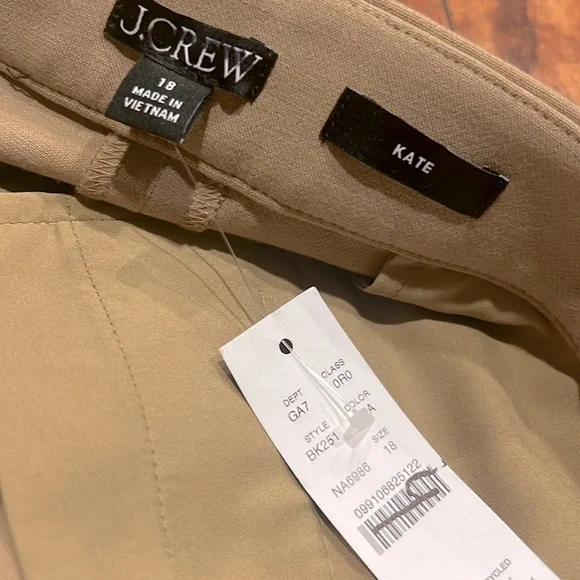 J.CREW
18
MADE IN
VIETNAM
KATE
DEPT CLASS
GA7 0R0
STYLE COLOR
BK251
SIZE
NA6986 18
099106825122